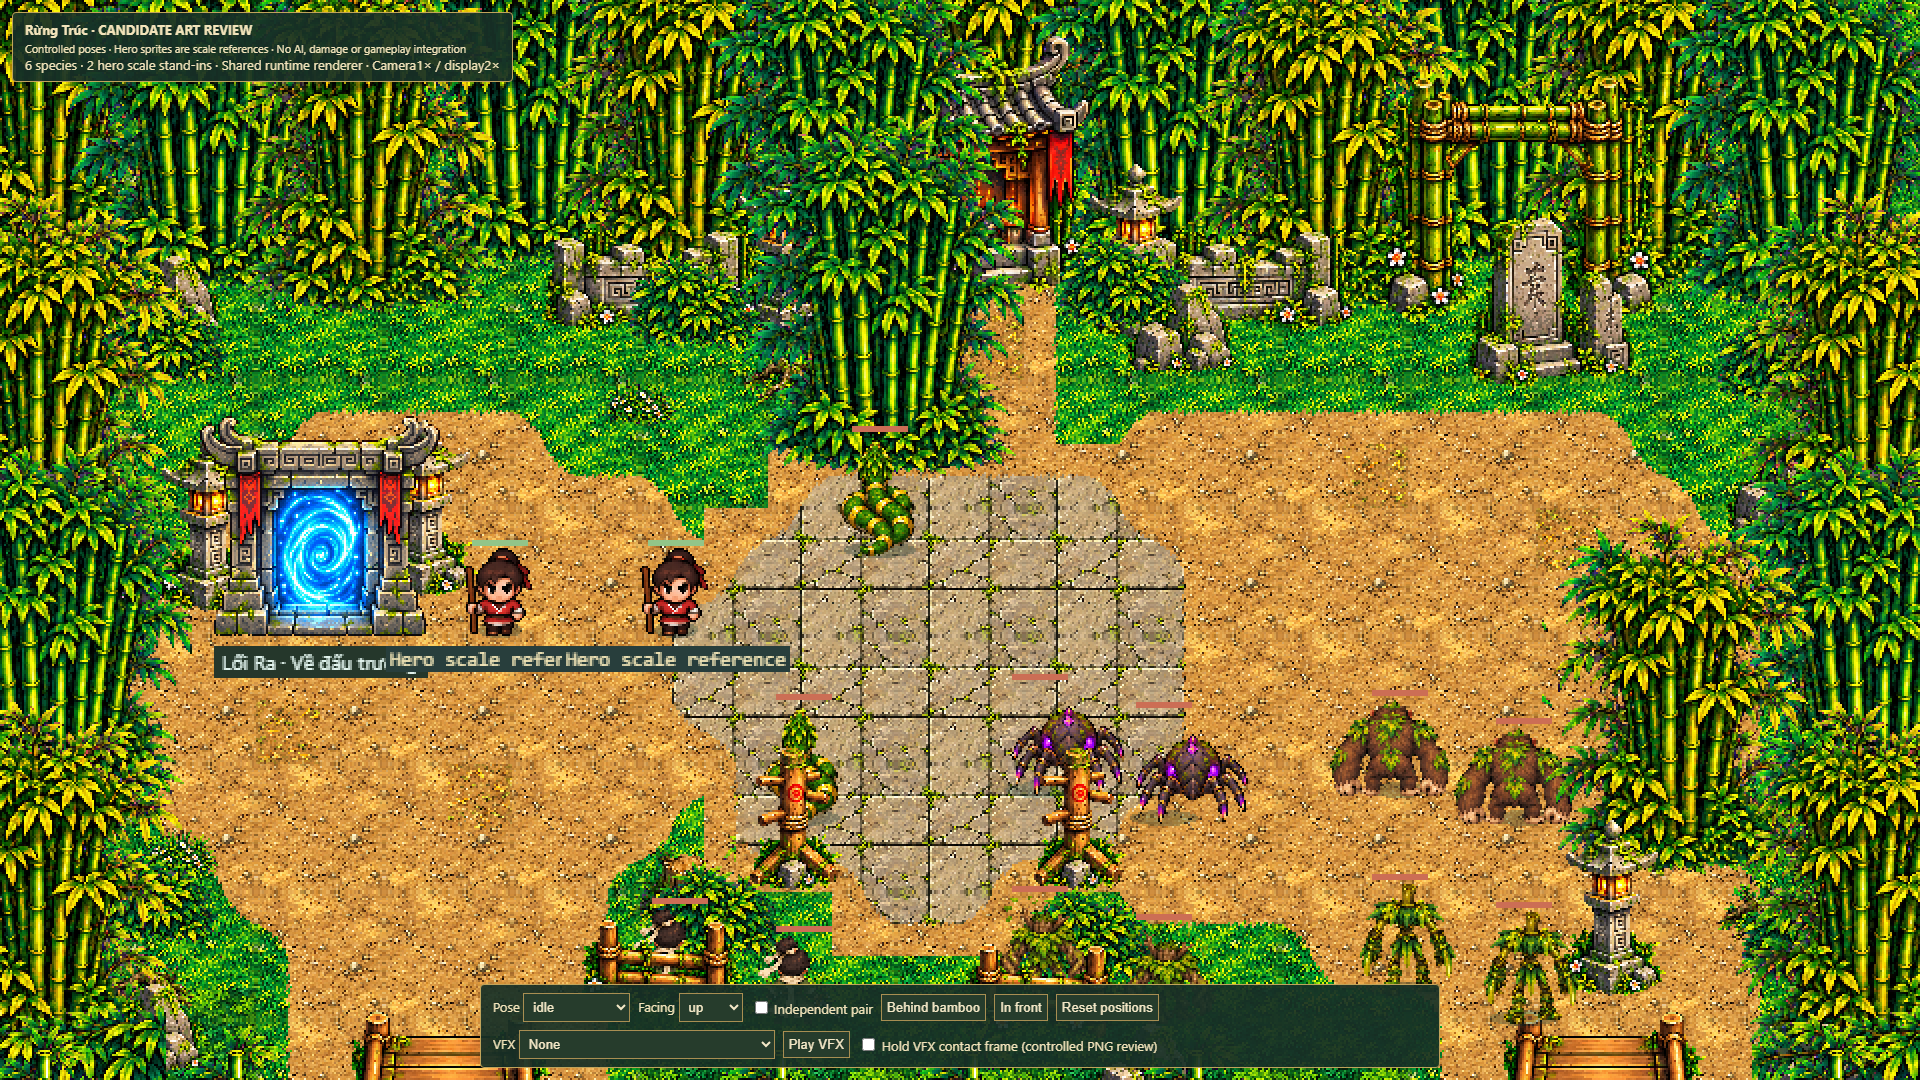 Rừng Trúc · CANDIDATE ART REVIEW
Controlled poses · Hero sprites are scale references · No AI, damage or gameplay integration
6 species · 2 hero scale stand-ins · Shared runtime renderer · Camera1× / display2×
Lối Ra - Về đấu trư
Hero scale refer
Hero scale reference
Pose idle Facing up Independent pair Behind bamboo In front Reset positions
VFX None Play VFX Hold VFX contact frame (controlled PNG review)